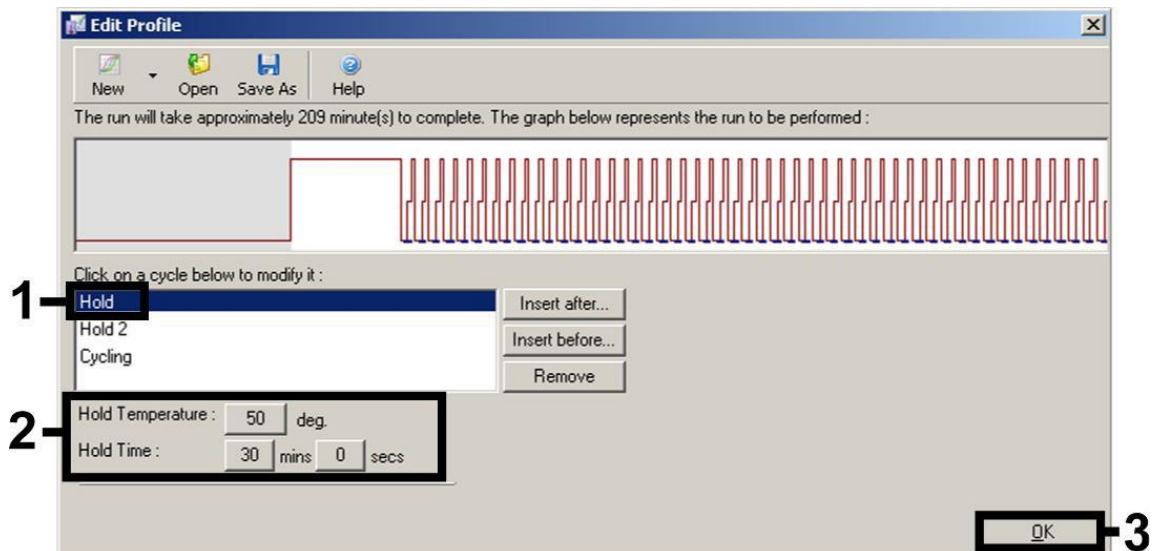 Edit Profile
New Open Save As Help
The run will take approximately 209 minute(s) to complete. The graph below represents the run to be performed :
Click on a cycle below to modify it :
1 Hold
Insert after...
Hold 2
Insert before...
Cycling
Remove
2
Hold Temperature : 50 deg.
Hold Time : 30 mins 0 secs
OK 3